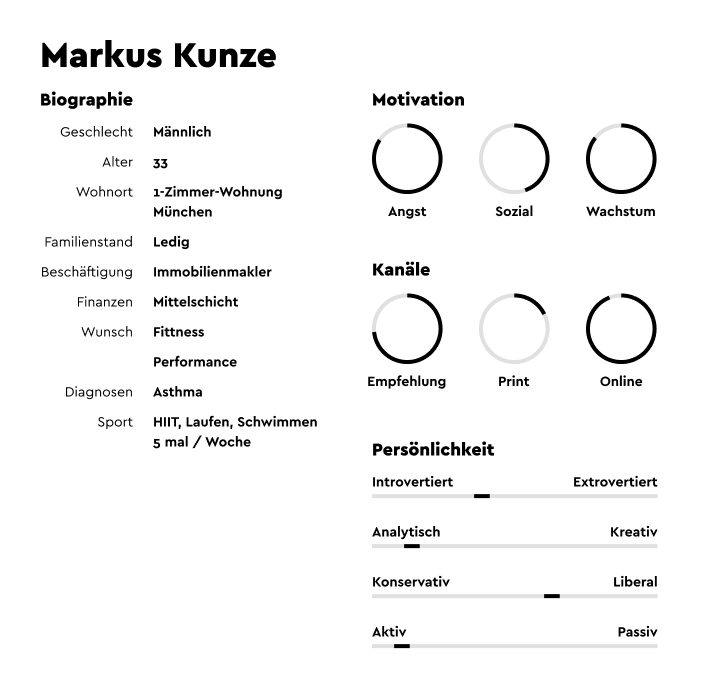 Markus Kunze
Biographie
Geschlecht Männlich
Alter 33
Wohnort 1-Zimmer-Wohnung
München
Familienstand Ledig
Beschäftigung Immobilienmakler
Finanzen Mittelschicht
Wunsch Fittness
Performance
Diagnosen Asthma
Sport HIIT, Laufen, Schwimmen
5 mal / Woche
Motivation
Angst Sozial Wachstum
Kanäle
Empfehlung Print Online
Persönlichkeit
Introvertiert Extrovertiert
Analytisch Kreativ
Konservativ Liberal
Aktiv Passiv